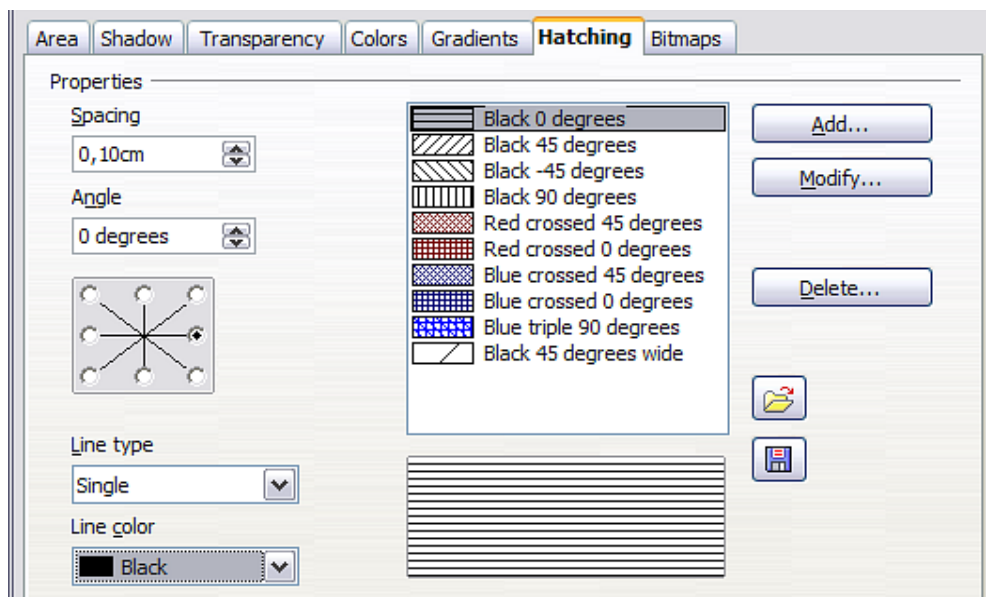 Area Shadow Transparency Colors Gradients Hatching Bitmaps
Properties
Spacing
0,10cm
Angle
0 degrees
Line type
Single
Line color
Black
Black 0 degrees
Black 45 degrees
Black -45 degrees
Black 90 degrees
Red crossed 45 degrees
Red crossed 0 degrees
Blue crossed 45 degrees
Blue crossed 0 degrees
Blue triple 90 degrees
Black 45 degrees wide
Add...
Modify...
Delete...